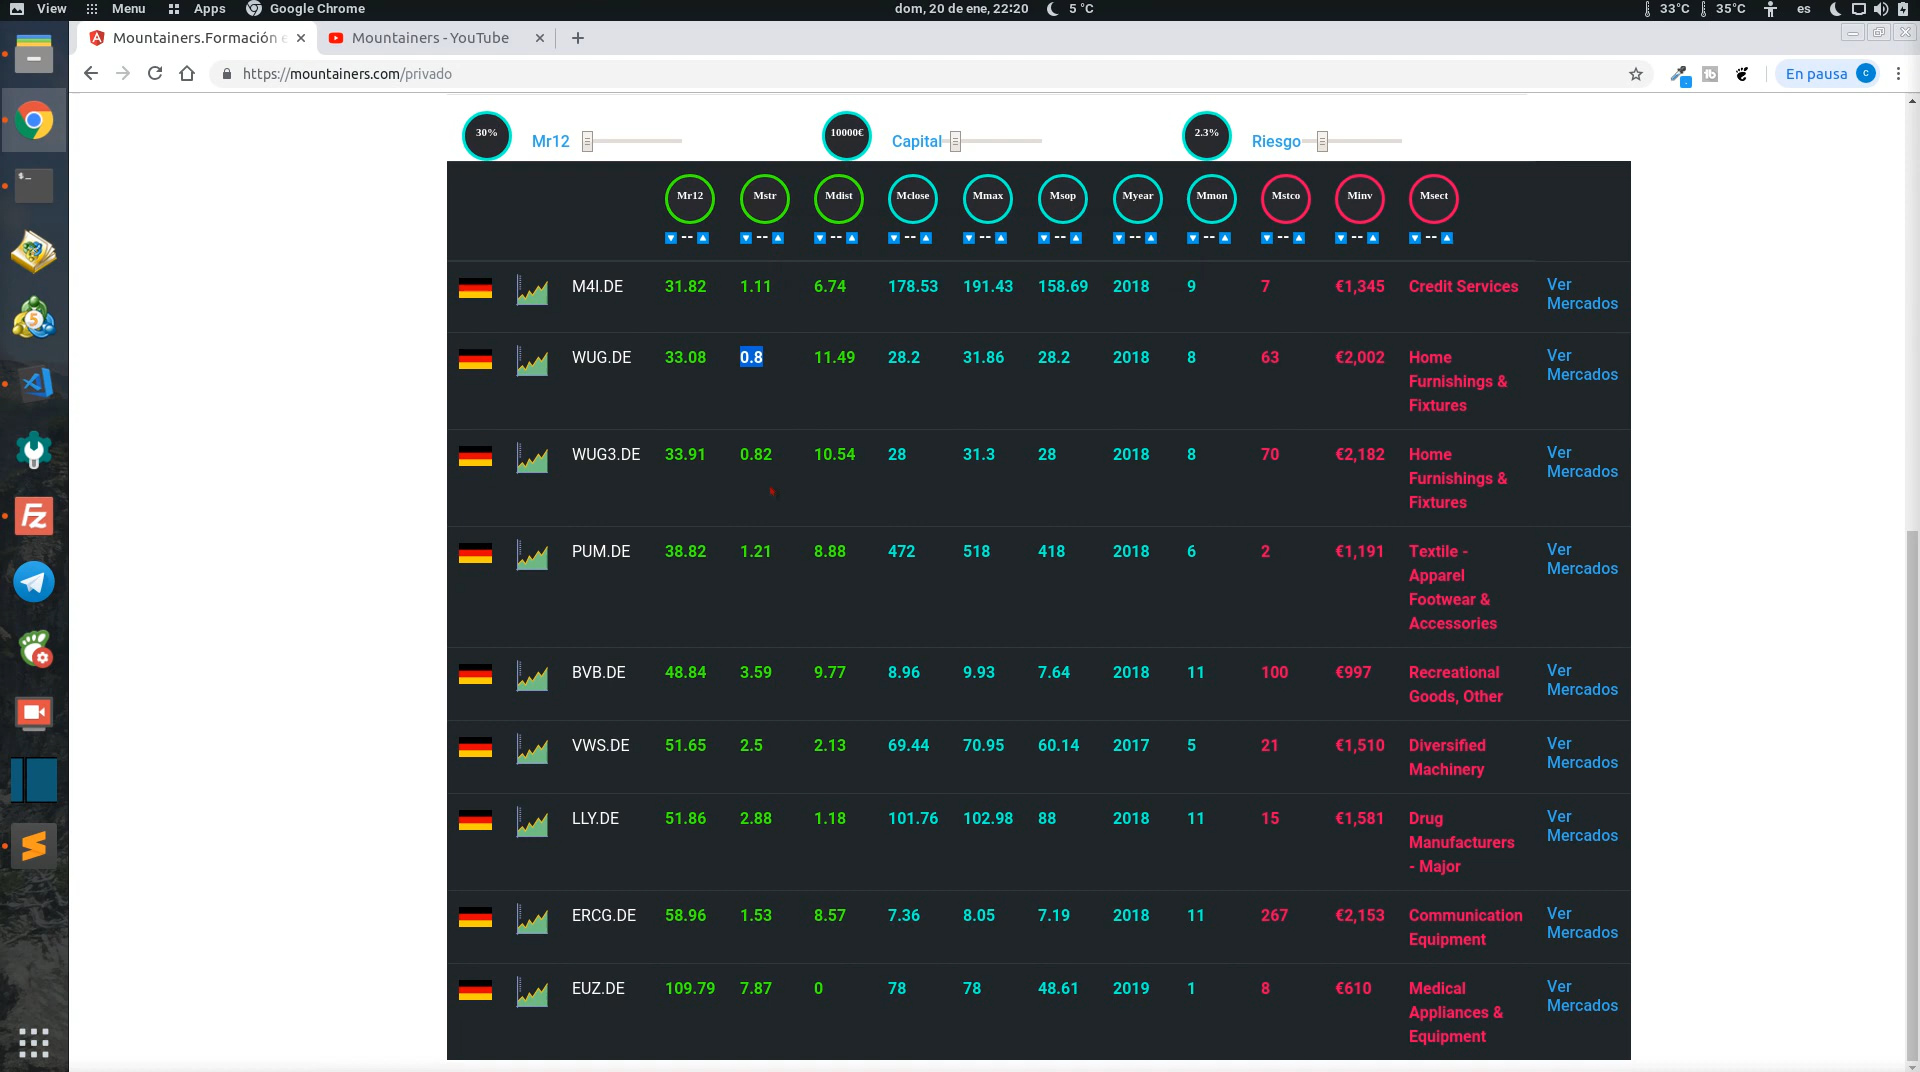 View Menu Apps Google Chrome dom, 20 de ene, 22:20 5 °C 33°C 35°C es
Mountainers.Formación e Mountainers - YouTube
https://mountainers.com/privado En pausa c
30% Mr12 10000€ Capital 2.3% Riesgo
Mr12 Mstr Mdist Mclose Mmax Msop Myear Mmon Mstco Minv Msect
-- -- -- -- -- -- -- -- -- -- --
M4I.DE 31.82 1.11 6.74 178.53 191.43 158.69 2018 9 7 €1,345 Credit Services Ver
Mercados
WUG.DE 33.08 0.8 11.49 28.2 31.86 28.2 2018 8 63 €2,002 Home Ver
Furnishings & Mercados
Fixtures
WUG3.DE 33.91 0.82 10.54 28 31.3 28 2018 8 70 €2,182 Home Ver
Furnishings & Mercados
Fixtures
PUM.DE 38.82 1.21 8.88 472 518 418 2018 6 2 €1,191 Textile - Ver
Apparel Mercados
Footwear &
Accessories
BVB.DE 48.84 3.59 9.77 8.96 9.93 7.64 2018 11 100 €997 Recreational Ver
Goods, Other Mercados
VWS.DE 51.65 2.5 2.13 69.44 70.95 60.14 2017 5 21 €1,510 Diversified Ver
Machinery Mercados
LLY.DE 51.86 2.88 1.18 101.76 102.98 88 2018 11 15 €1,581 Drug Ver
Manufacturers Mercados
- Major
ERCG.DE 58.96 1.53 8.57 7.36 8.05 7.19 2018 11 267 €2,153 Communication Ver
Equipment Mercados
EUZ.DE 109.79 7.87 0 78 78 48.61 2019 1 8 €610 Medical Ver
Appliances & Mercados
Equipment